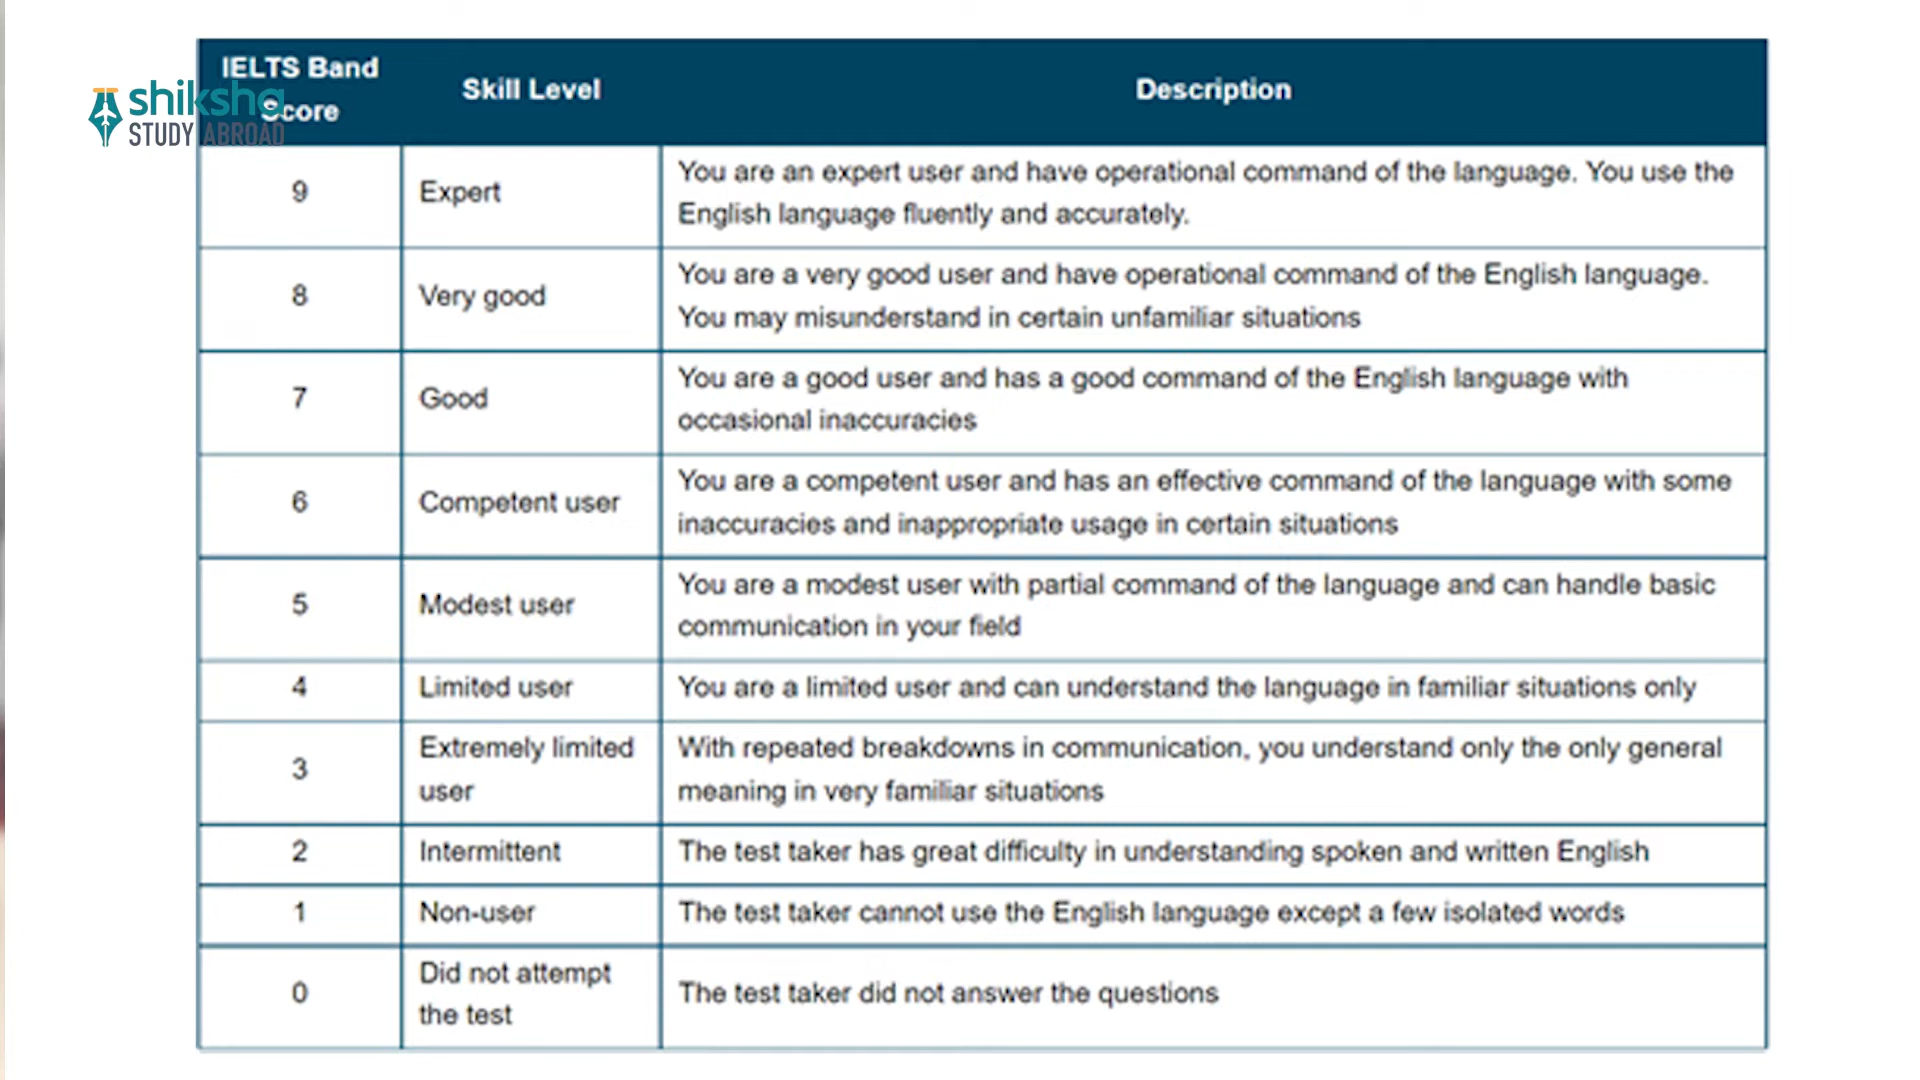 IELTS Band
Score
Skill Level
Description
shiksha
STUDY ABROAD
9
Expert
You are an expert user and have operational command of the language. You use the
English language fluently and accurately.
8
Very good
You are a very good user and have operational command of the English language.
You may misunderstand in certain unfamiliar situations
7
Good
You are a good user and has a good command of the English language with
occasional inaccuracies
6
Competent user
You are a competent user and has an effective command of the language with some
inaccuracies and inappropriate usage in certain situations
5
Modest user
You are a modest user with partial command of the language and can handle basic
communication in your field
4
Limited user
You are a limited user and can understand the language in familiar situations only
3
Extremely limited
user
With repeated breakdowns in communication, you understand only the only general
meaning in very familiar situations
2
Intermittent
The test taker has great difficulty in understanding spoken and written English
1
Non-user
The test taker cannot use the English language except a few isolated words
0
Did not attempt
the test
The test taker did not answer the questions